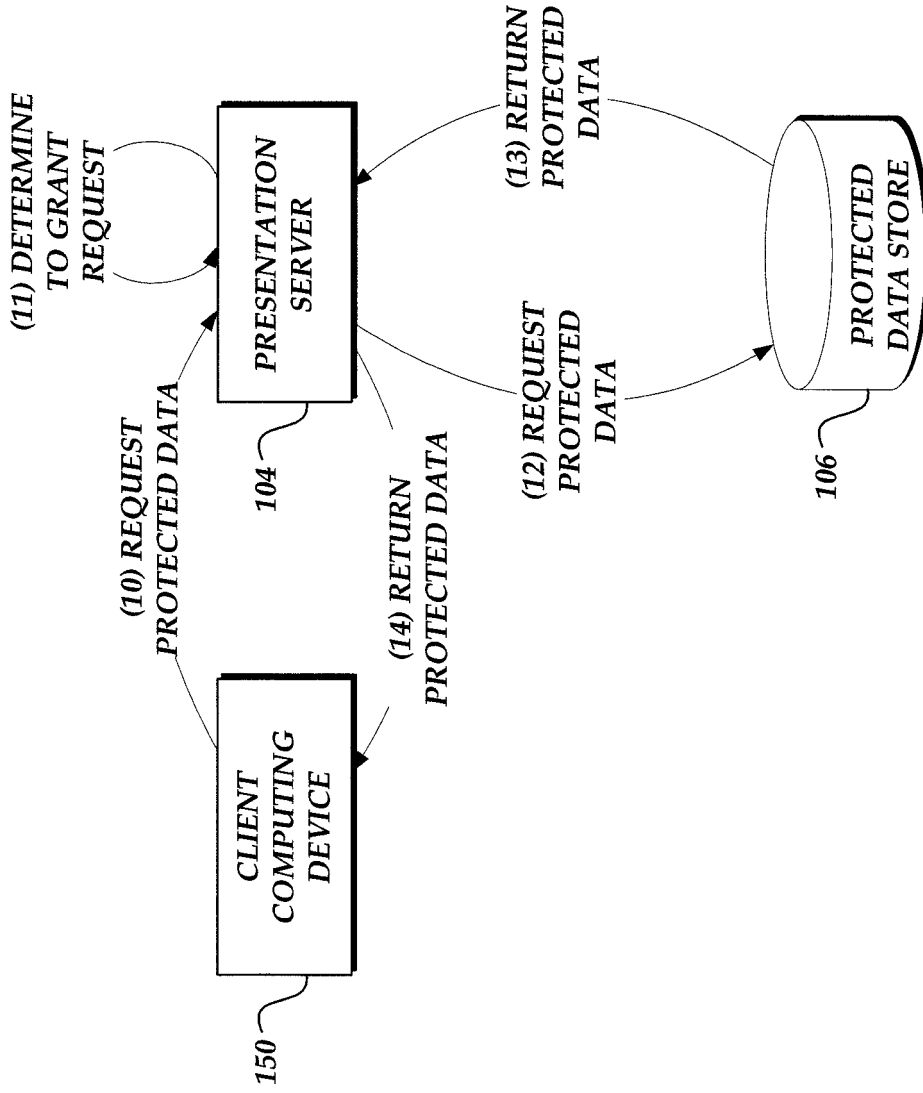 (11) DETERMINE
TO GRANT
REQUEST
(10) REQUEST
PROTECTED DATA
CLIENT
COMPUTING
DEVICE
150
PRESENTATION
SERVER
104
(14) RETURN
PROTECTED DATA
(12) REQUEST
PROTECTED
DATA
(13) RETURN
PROTECTED
DATA
PROTECTED
DATA STORE
106